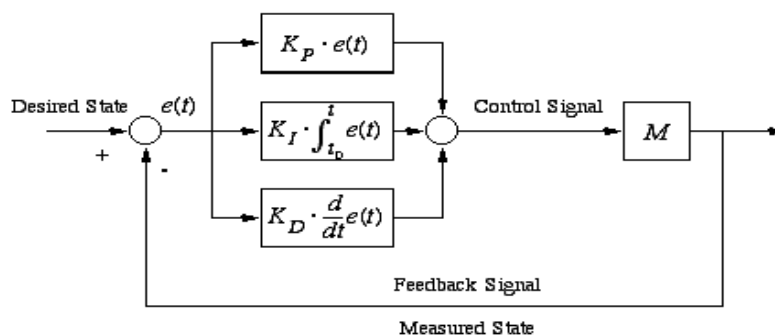 K_P · e(t)
Desired State
e(t)
+
-
K_I · ∫_{t_0}^{t} e(t)
Control Signal
M
K_D · d/dt e(t)
Feedback Signal
Measured State